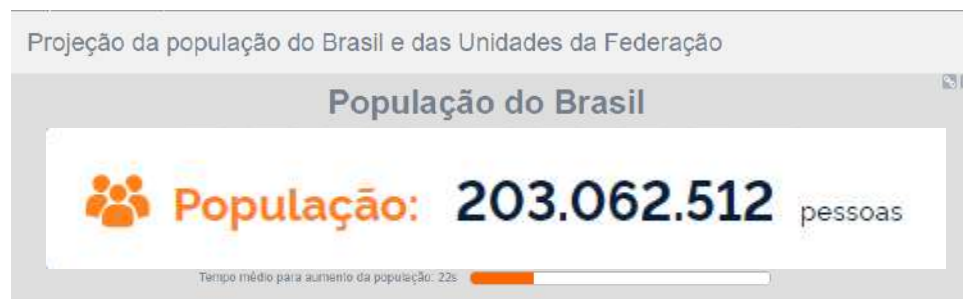 Projeção da população do Brasil e das Unidades da Federação
População do Brasil
População: 203.062.512 pessoas
Tempo médio para aumento da população: 22s